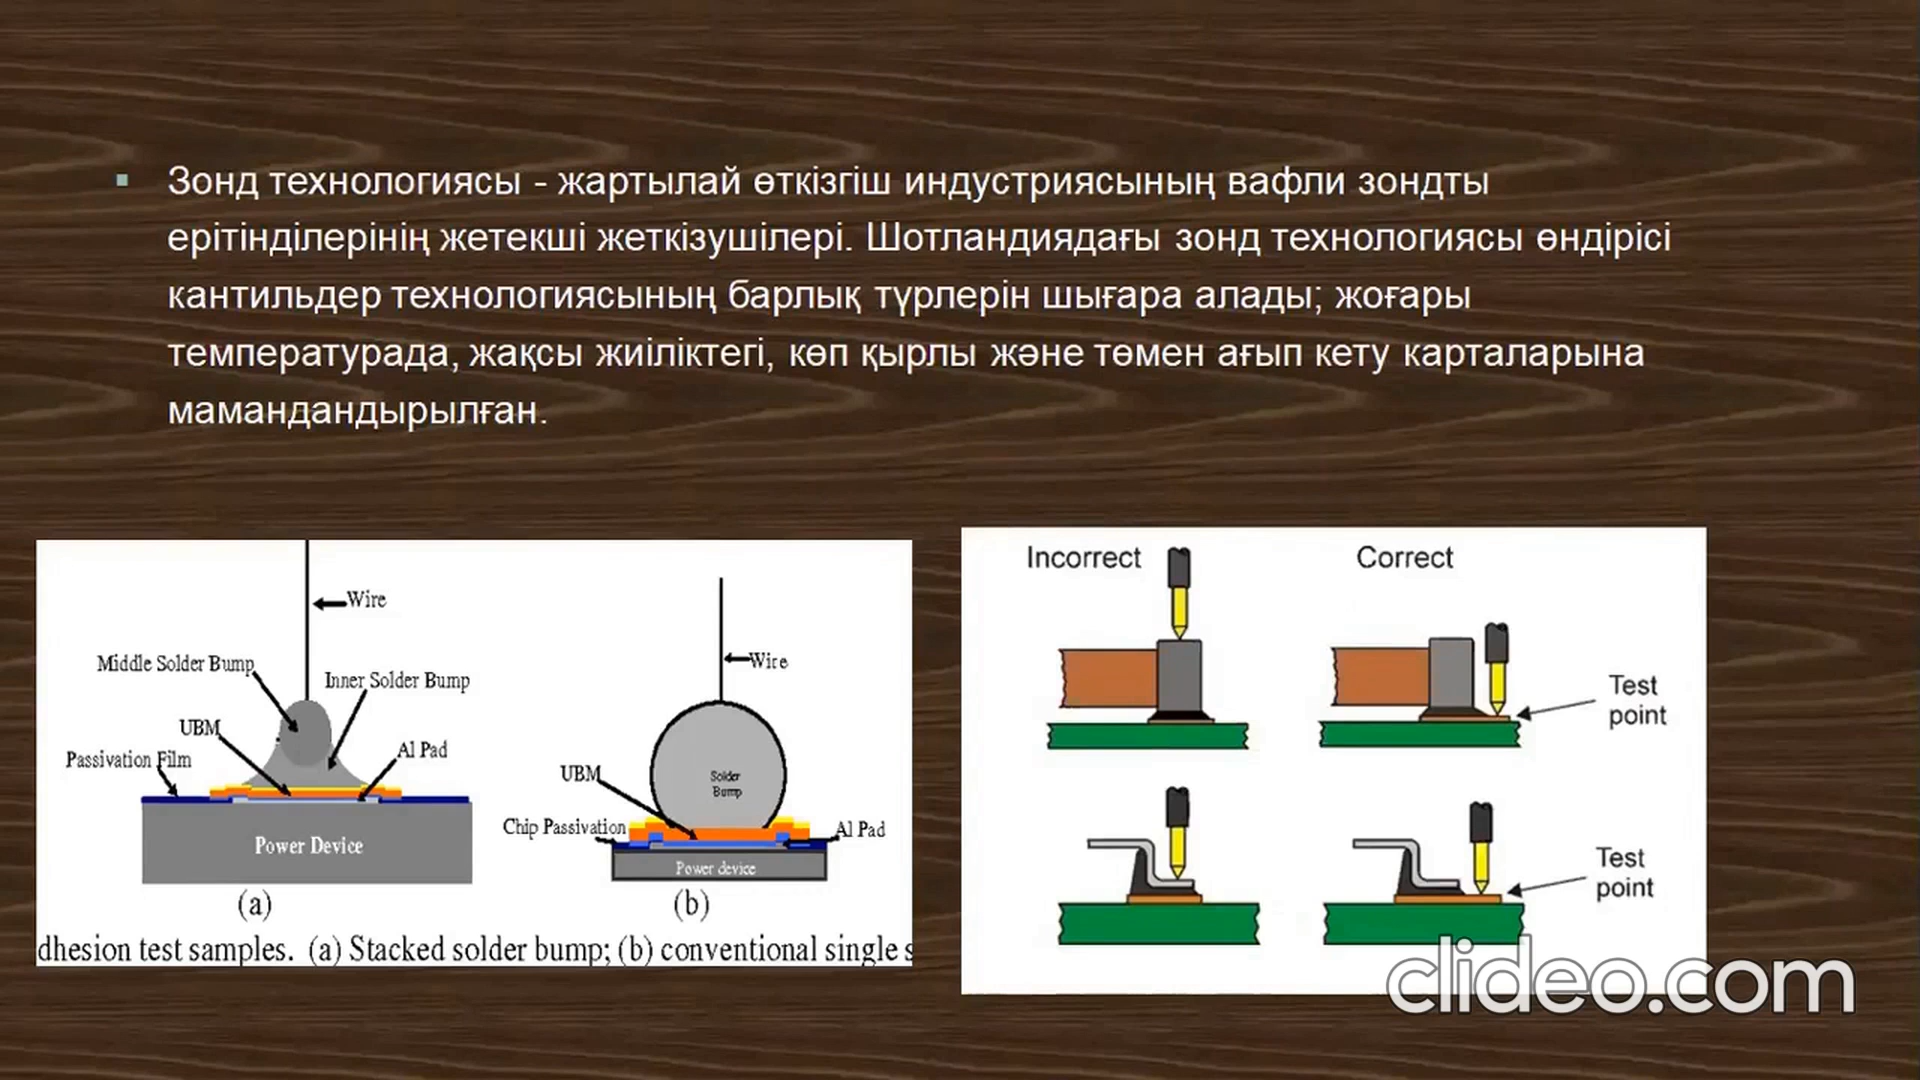 Зонд технологиясы - жартылай өткізгіш индустриясының вафли зондты
ерітінділерінің жетекші жеткізушілері. Шотландиядағы зонд технологиясы өндірісі
кантильдер технологиясының барлық түрлерін шығара алады; жоғары
температурада, жақсы жиіліктегі, көп қырлы және төмен ағып кету карталарына
мамандандырылған.
Wire
Middle Solder Bump
Inner Solder Bump
UBM
Al Pad
Passivation Film
Power Device
(a)
Wire
Solder
Bump
UBM
Chip Passivation
Al Pad
Power device
(b)
dhesion test samples. (a) Stacked solder bump; (b) conventional single s
Incorrect
Correct
Test
point
Test
point
clideo.com